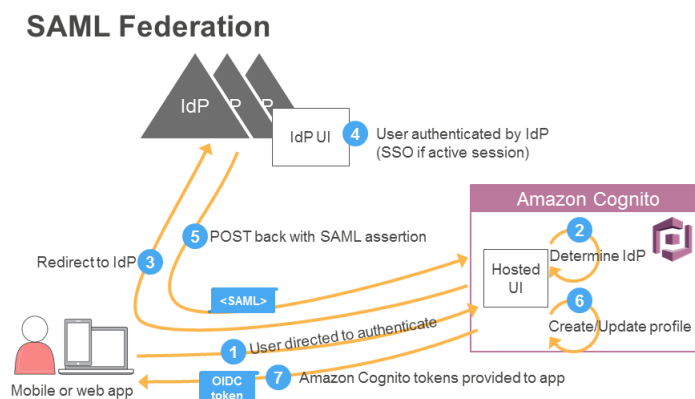 SAML Federation
IdP
P
P
IdP UI
4
User authenticated by IdP
(SSO if active session)
Amazon Cognito
5
POST back with SAML assertion
2
Determine IdP
Redirect to IdP
3
Hosted
UI
<SAML>
6
Create/Update profile
1
User directed to authenticate
7
Amazon Cognito tokens provided to app
OIDC
token
Mobile or web app